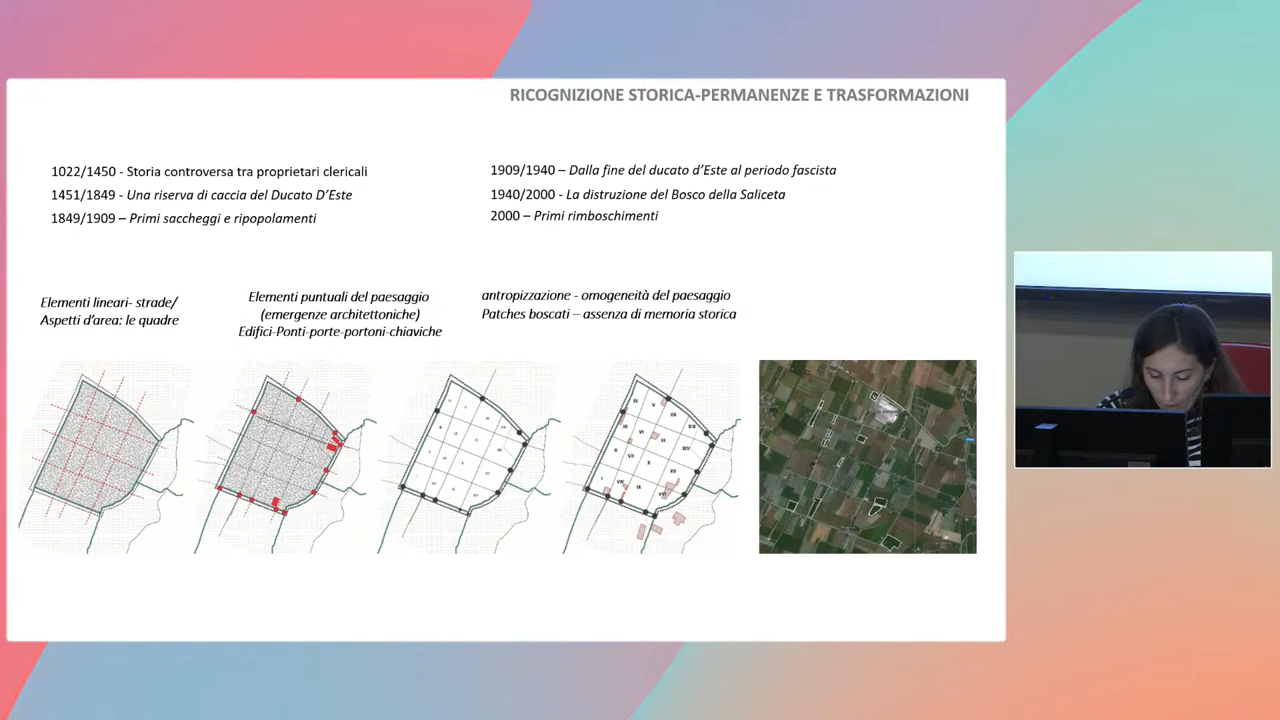 RICOGNIZIONE STORICA-PERMANENZE E TRASFORMAZIONI
1022/1450 - Storia controversa tra proprietari clericali
1451/1849 - Una riserva di caccia del Ducato D'Este
1849/1909 – Primi saccheggi e ripopolamenti
1909/1940 – Dalla fine del ducato d'Este al periodo fascista
1940/2000 - La distruzione del Bosco della Saliceta
2000 – Primi rimboschimenti
Elementi lineari- strade/
Aspetti d'area: le quadre
Elementi puntuali del paesaggio
(emergenze architettoniche)
Edifici-Ponti-porte-portoni-chiaviche
antropizzazione - omogeneità del paesaggio
Patches boscati – assenza di memoria storica